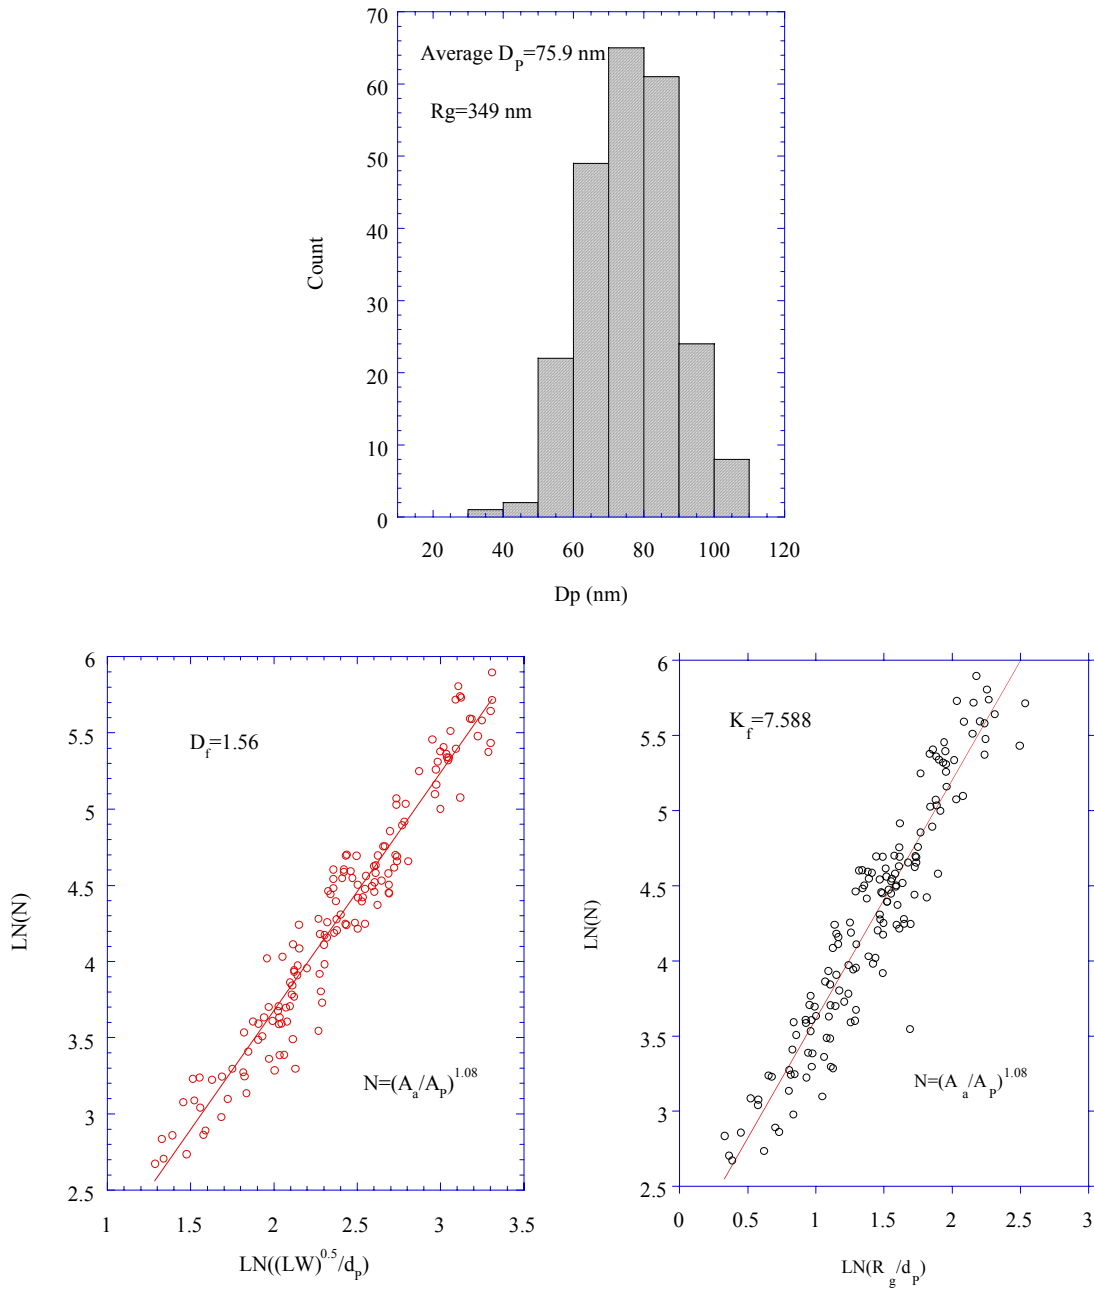 70
60
50
40
30
20
10
0
Count
Average D_P=75.9 nm
Rg=349 nm
20 40 60 80 100 120
Dp (nm)
6
5.5
5
4.5
4
3.5
3
2.5
LN(N)
D_f=1.56
N=(A_a/A_P)^1.08
1 1.5 2 2.5 3 3.5
LN((LW)^0.5/d_P)
6
5.5
5
4.5
4
3.5
3
2.5
LN(N)
K_f=7.588
N=(A_a/A_P)^1.08
0 0.5 1 1.5 2 2.5 3
LN(R_g/d_P)